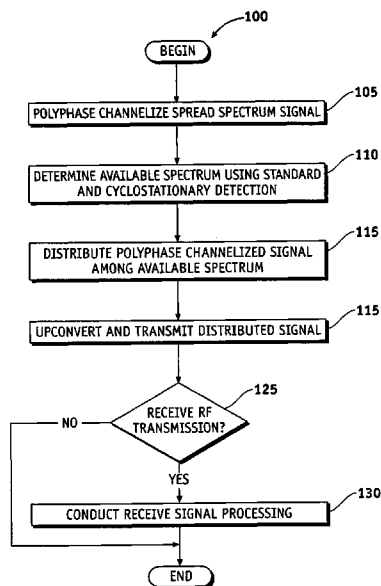 100
BEGIN
105
POLYPHASE CHANNELIZE SPREAD SPECTRUM SIGNAL
110
DETERMINE AVAILABLE SPECTRUM USING STANDARD
AND CYCLOSTATIONARY DETECTION
115
DISTRIBUTE POLYPHASE CHANNELIZED SIGNAL
AMONG AVAILABLE SPECTRUM
115
UPCONVERT AND TRANSMIT DISTRIBUTED SIGNAL
125
RECEIVE RF
TRANSMISSION?
NO
YES
130
CONDUCT RECEIVE SIGNAL PROCESSING
END